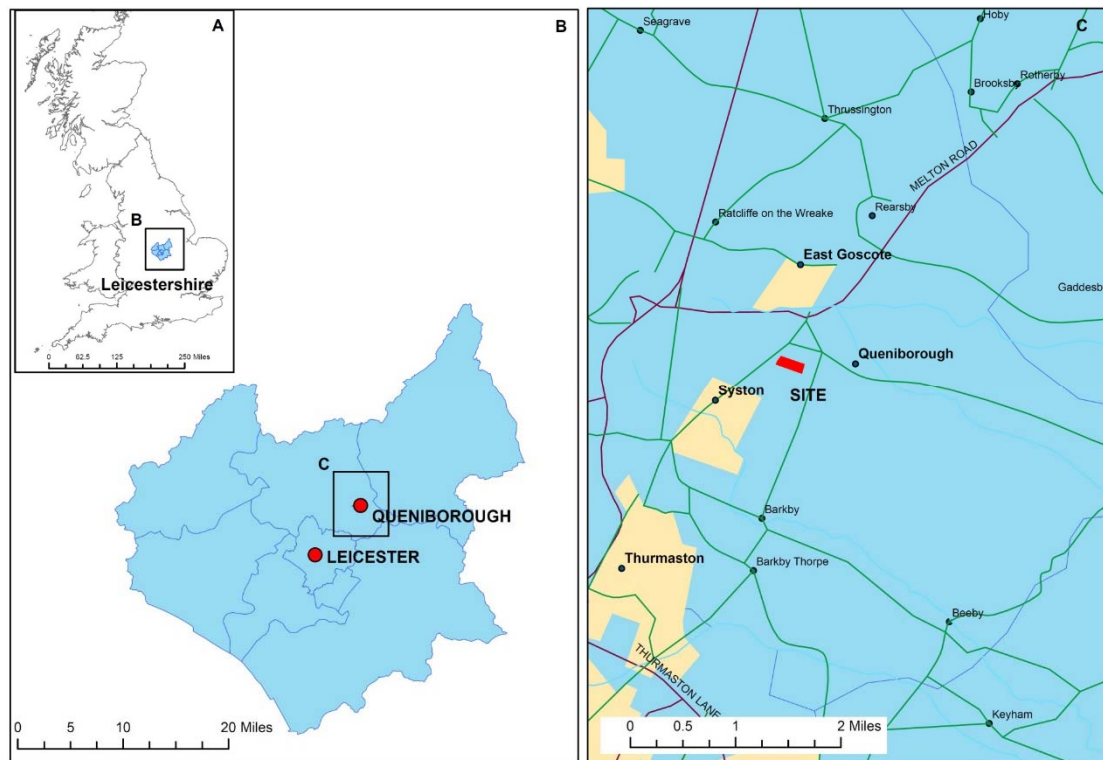 A
B
Leicestershire
0 62.5 125 250 Miles
B
C
QUENIBOROUGH
LEICESTER
0 5 10 20 Miles
C
Seagrave
Hoby
Brooksby
Rotherby
Thrussington
MELTON ROAD
Ratcliffe on the Wreake
Rearsby
East Goscote
Gaddesb
Queniborough
SITE
Syston
Barkby
Thurmaston
Barkby Thorpe
Beeby
THURMASTON LANE
Keyham
0 0.5 1 2 Miles